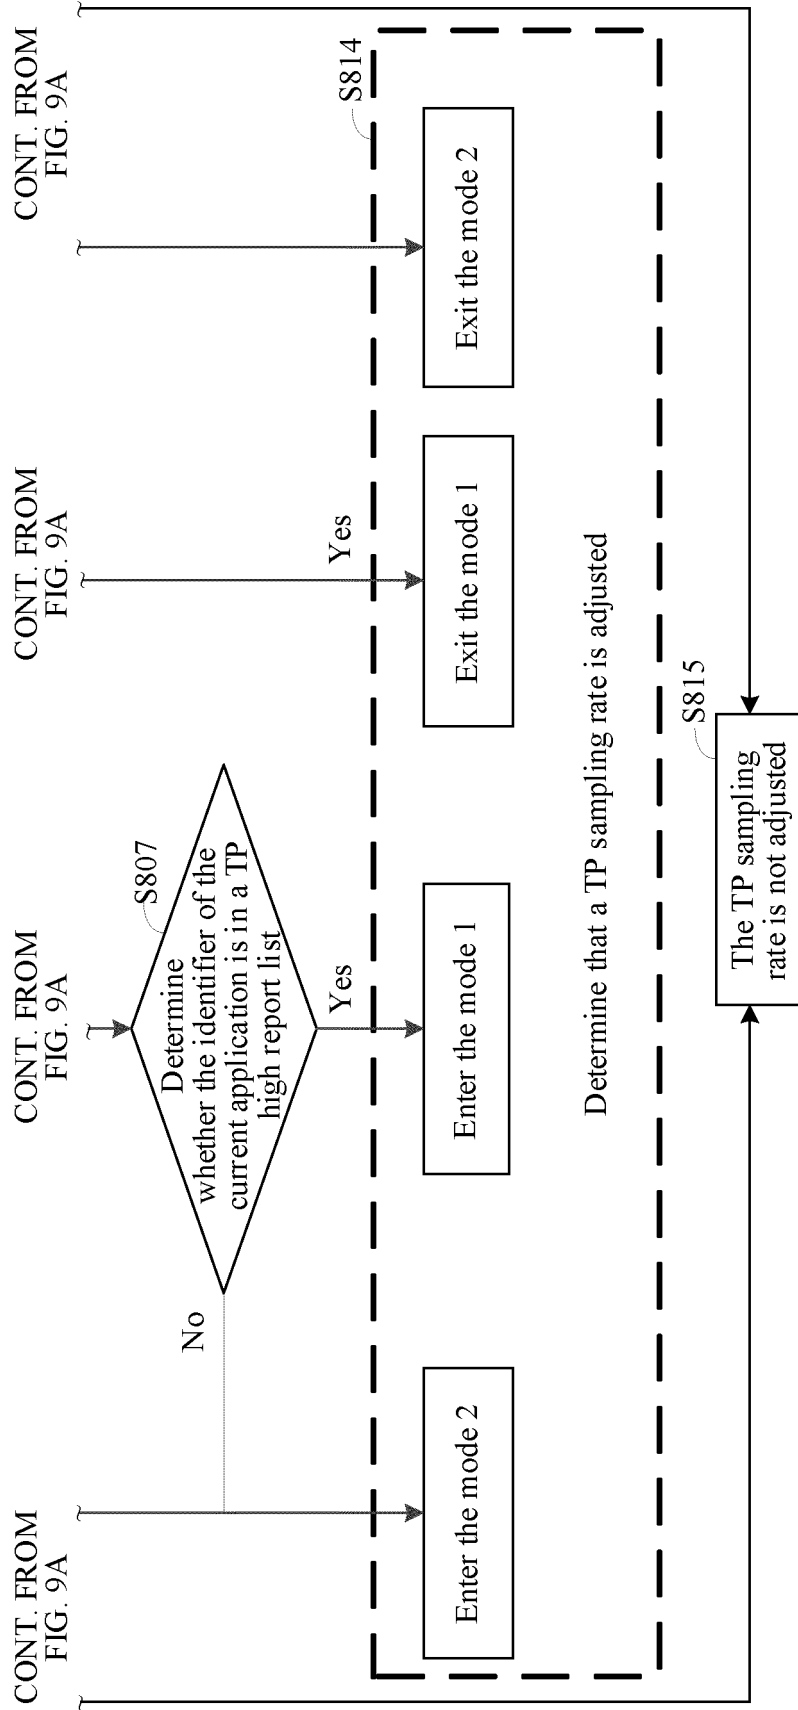 CONT. FROM
FIG. 9A
CONT. FROM
FIG. 9A
CONT. FROM
FIG. 9A
CONT. FROM
FIG. 9A
S807
Determine
whether the identifier of the
current application is in a TP
high report list
No
Yes
Yes
S814
Enter the mode 2
Enter the mode 1
Exit the mode 1
Exit the mode 2
Determine that a TP sampling rate is adjusted
S815
The TP sampling
rate is not adjusted